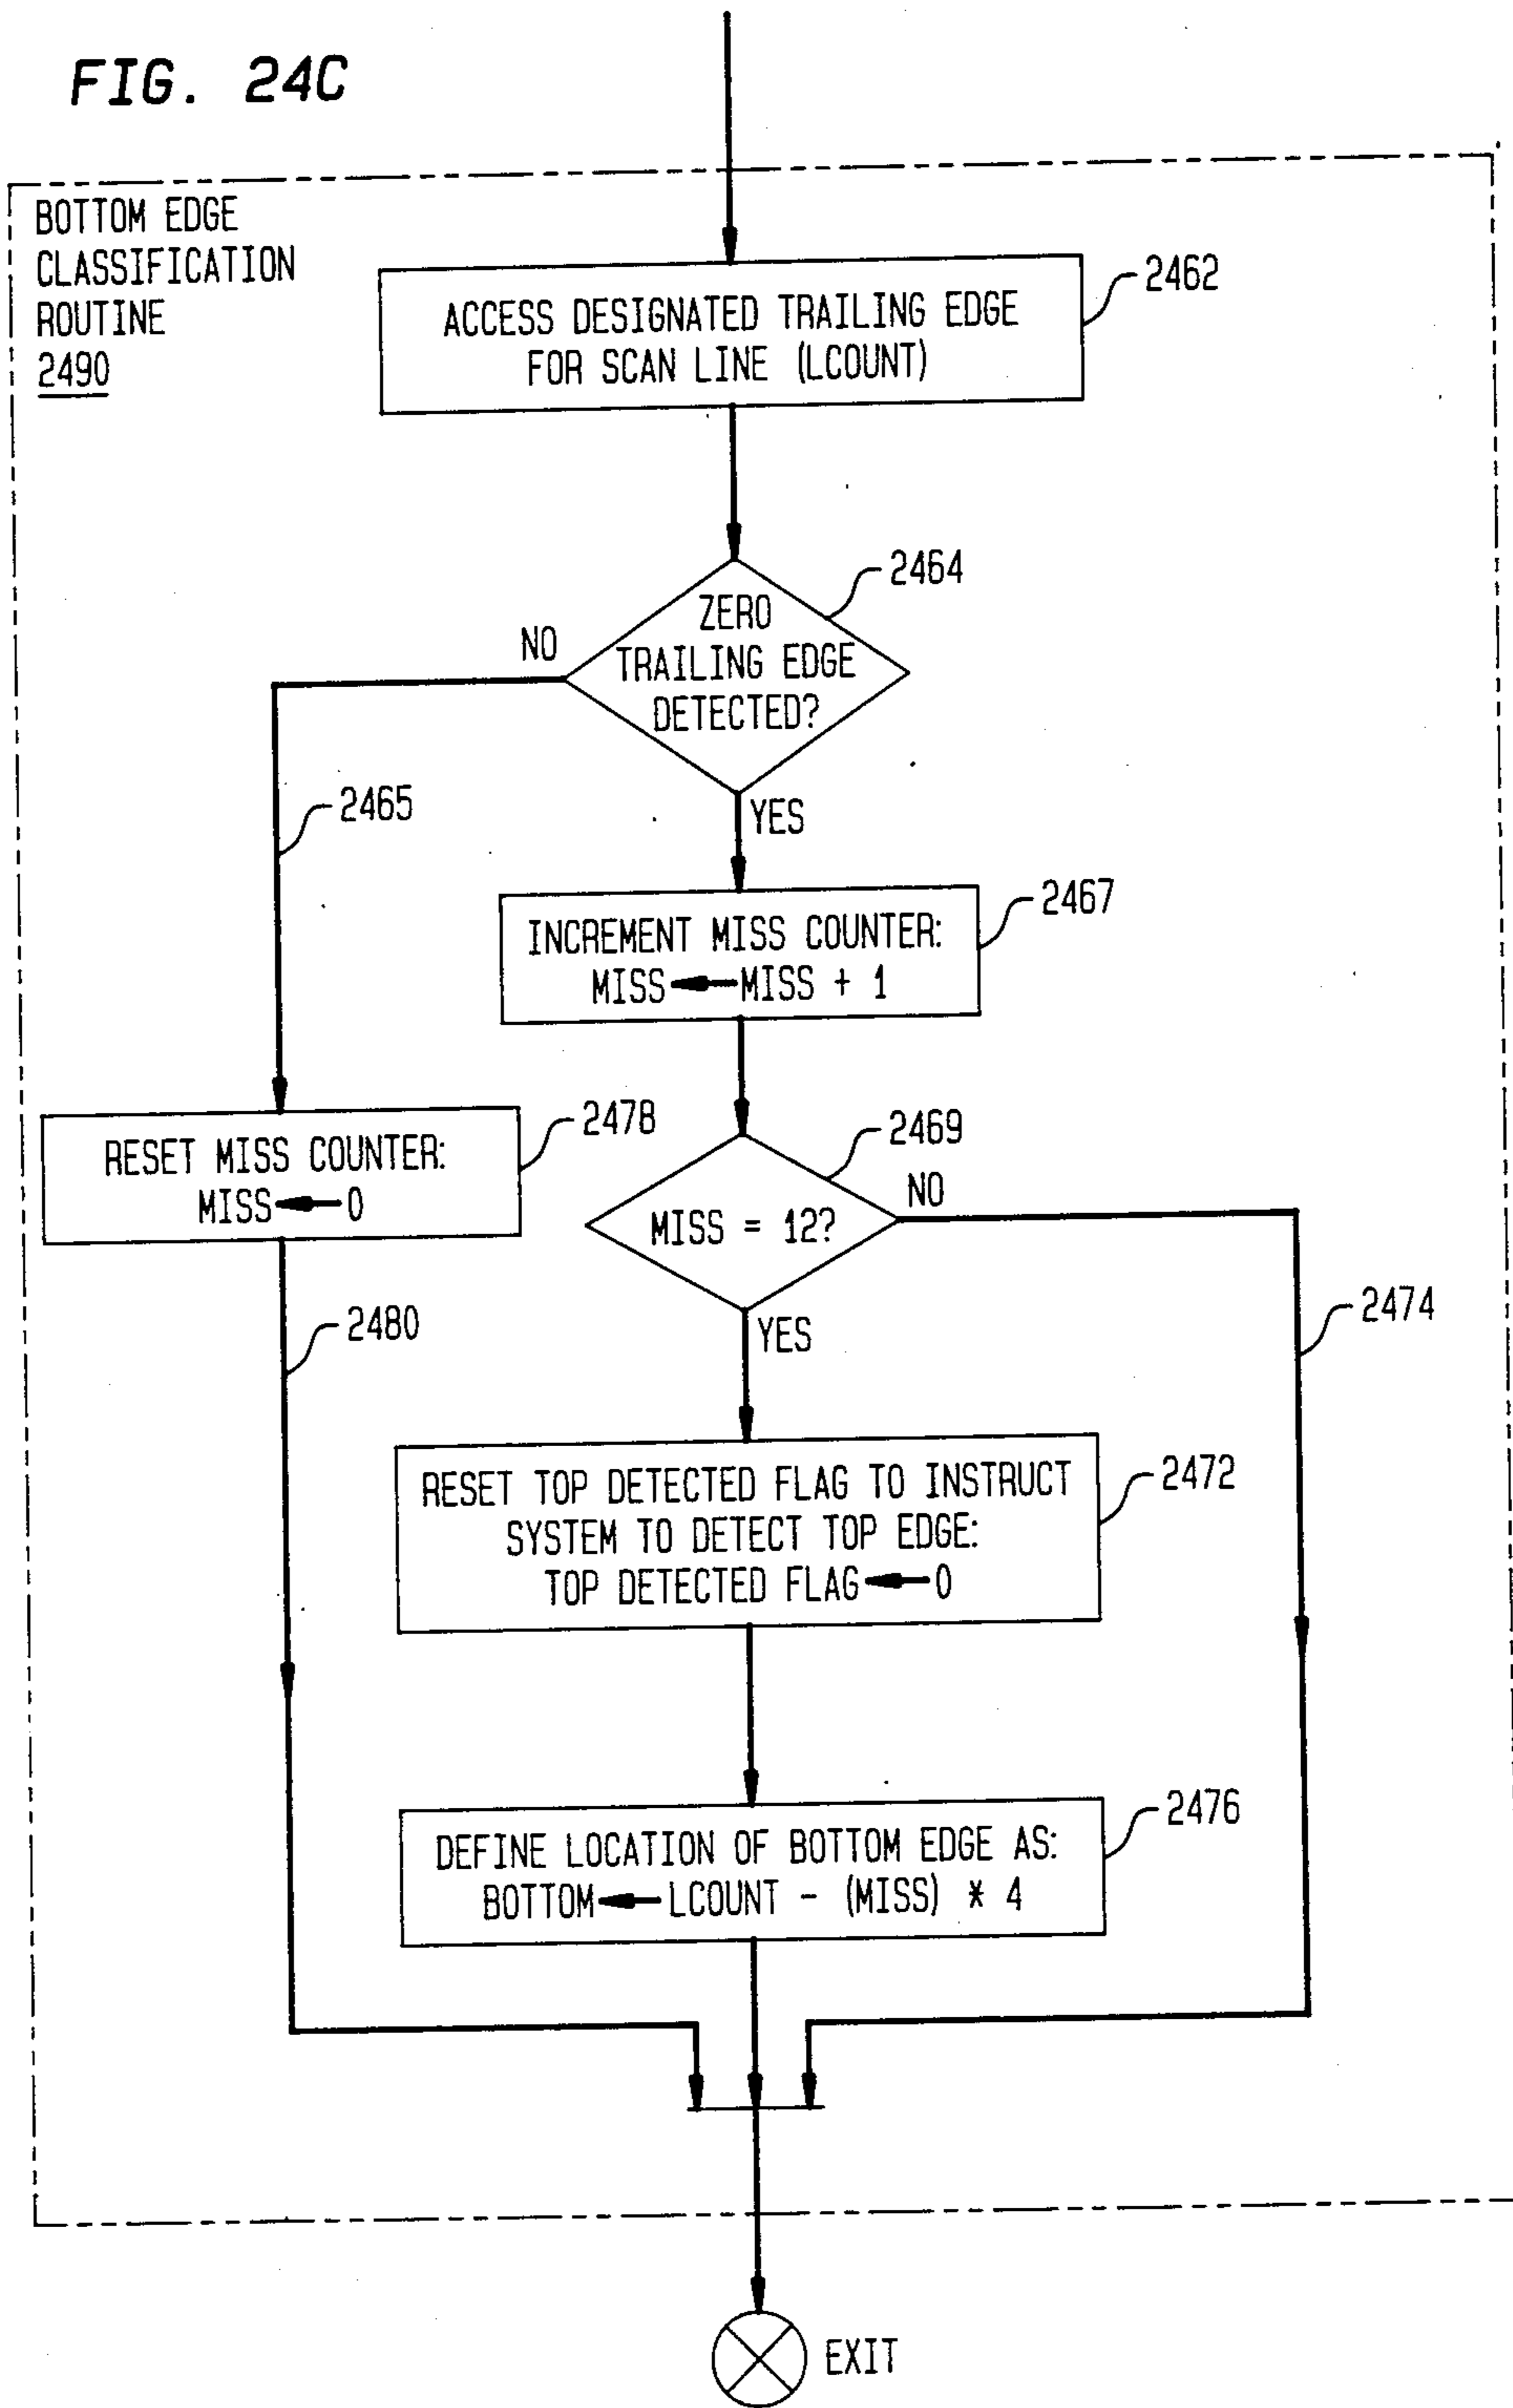 FIG. 24C
BOTTOM EDGE
CLASSIFICATION
ROUTINE
2490
ACCESS DESIGNATED TRAILING EDGE
FOR SCAN LINE (LCOUNT)
2462
ZERO
TRAILING EDGE
DETECTED?
2464
NO
YES
2465
INCREMENT MISS COUNTER:
MISS ← MISS + 1
2467
RESET MISS COUNTER:
MISS ← 0
2478
MISS = 12?
2469
NO
YES
2480
2474
RESET TOP DETECTED FLAG TO INSTRUCT
SYSTEM TO DETECT TOP EDGE:
TOP DETECTED FLAG ← 0
2472
DEFINE LOCATION OF BOTTOM EDGE AS:
BOTTOM ← LCOUNT - (MISS) * 4
2476
EXIT